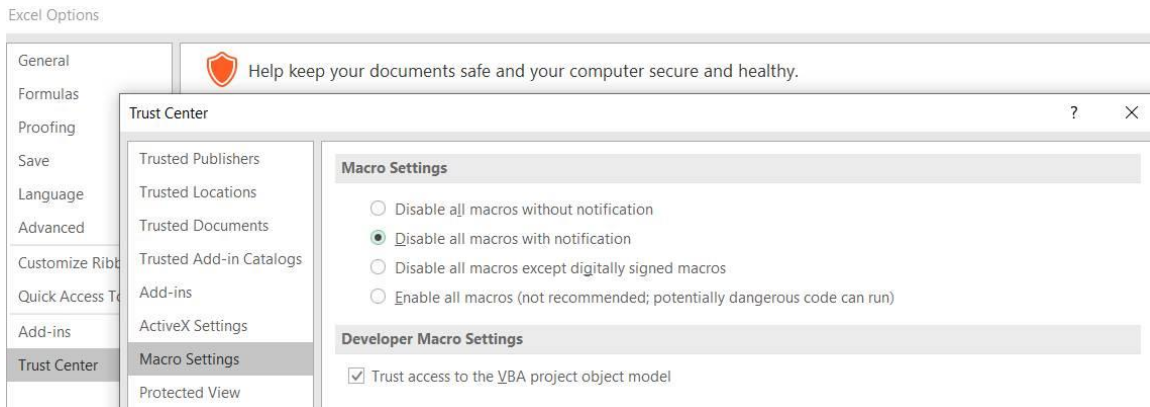 Excel Options
General
Formulas
Proofing
Save
Language
Advanced
Customize Ribb
Quick Access To
Add-ins
Trust Center
Help keep your documents safe and your computer secure and healthy.
Trust Center
?
Trusted Publishers
Trusted Locations
Trusted Documents
Trusted Add-in Catalogs
Add-ins
ActiveX Settings
Macro Settings
Protected View
Macro Settings
Disable all macros without notification
Disable all macros with notification
Disable all macros except digitally signed macros
Enable all macros (not recommended; potentially dangerous code can run)
Developer Macro Settings
Trust access to the VBA project object model